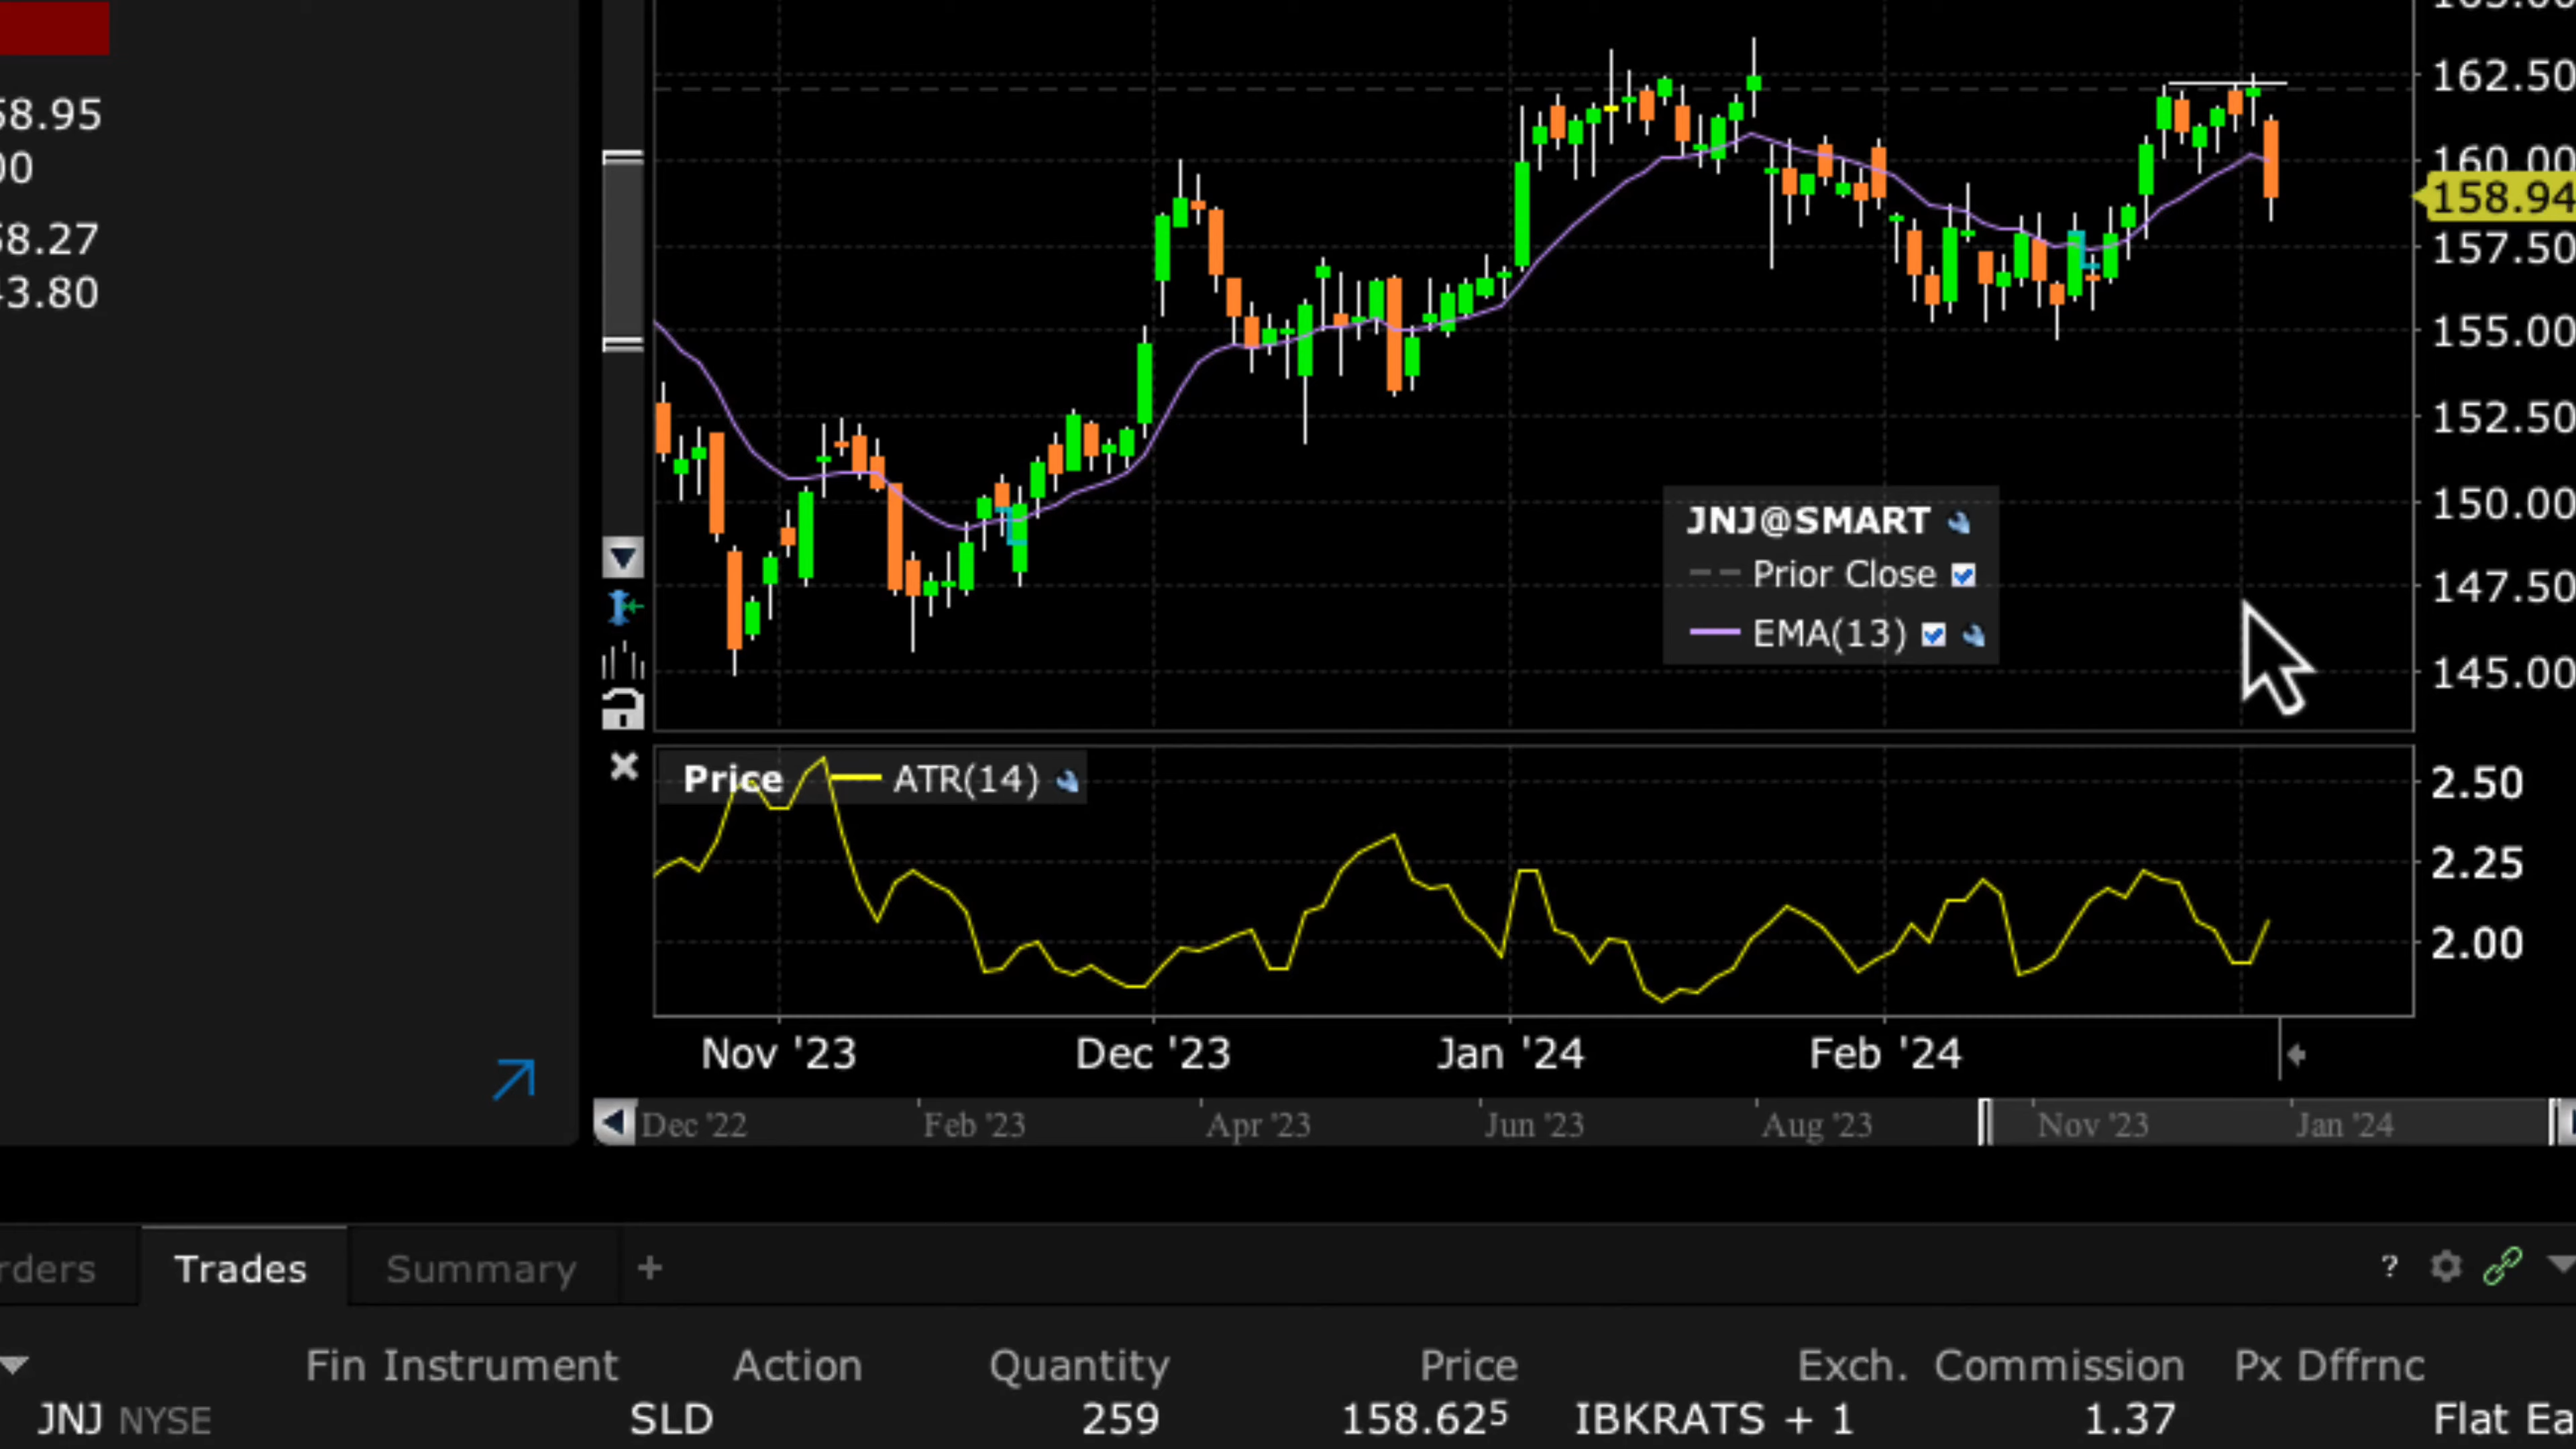 58.95
00
58.27
43.80
162.50
160.00
158.94
157.50
155.00
152.50
150.00
147.50
145.00
JNJ@SMART
Prior Close
EMA(13)
Price ATR(14)
2.50
2.25
2.00
Nov '23 Dec '23 Jan '24 Feb '24
Dec '22 Feb '23 Apr '23 Jun '23 Aug '23 Nov '23 Jan '24
rders Trades Summary + ?
Fin Instrument Action Quantity Price Exch. Commission Px Dffrnc
JNJ NYSE SLD 259 158.625 IBKRATS + 1 1.37 Flat Ea